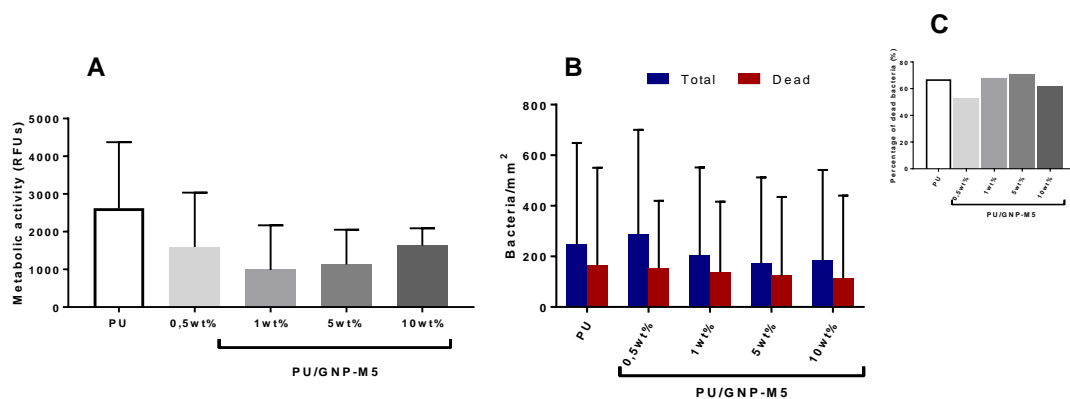 A
Metabolic activity (RFUs)
5000
4000
3000
2000
1000
0
PU
0,5wt%
1wt%
5wt%
10wt%
PU/GNP-M5
B
Total
Dead
Bacteria/mm²
800
600
400
200
0
PU
0,5wt%
1wt%
5wt%
10wt%
PU/GNP-M5
C
Percentage of dead bacteria (%)
80
60
40
20
0
PU
0,5wt%
1wt%
5wt%
10wt%
PU/GNP-M5